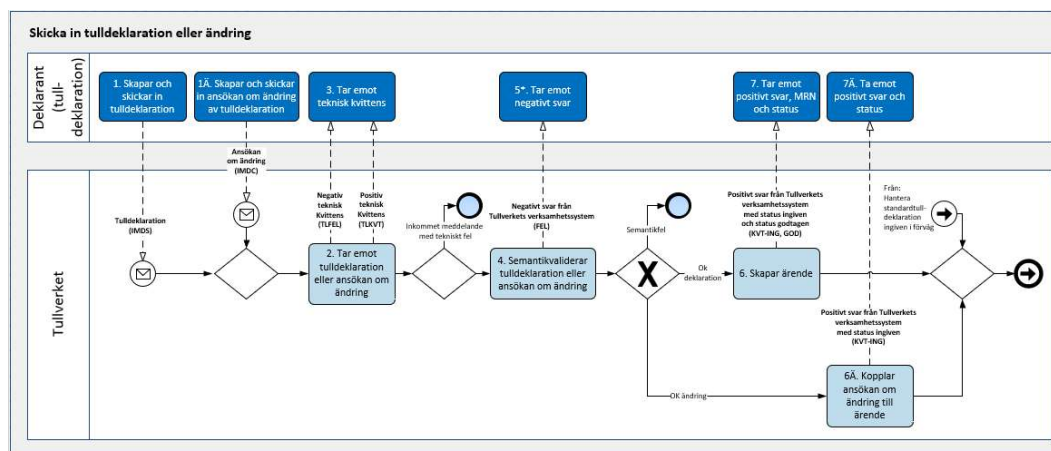 Skicka in tulldeklaration eller ändring
Deklarant
(tull-
deklaration)
1. Skapar och
skickar in
tulldeklaration
1Ä. Skapar och skickar
in ansökan om ändring
av tulldeklaration
3. Tar emot
teknisk kvittens
5*. Tar emot
negativt svar
7. Tar emot
positivt svar, MRN
och status
7Ä. Ta emot
positivt svar och
status
Tullverket
Ansökan
om ändring
(IMDC)
Tulldeklaration
(IMDS)
Negativ
teknisk
Kvittens
(TLFEL)
Positiv
teknisk
Kvittens
(TLKVT)
2. Tar emot
tulldeklaration
eller ansökan om
ändring
Inkommet meddelande
med tekniskt fel
Negativt svar från
Tullverkets verksamhetssystem
(FEL)
4. Semantikvaliderar
tulldeklaration eller
ansökan om ändring
Semantikfel
X
Ok
deklaration
Positivt svar från Tullverkets
verksamhetssystem
med status ingiven
och status godtagen
(KVT-ING, GOD)
6. Skapar ärende
Från:
Hantera
standardtull-
deklaration
ingiven i förväg
Positivt svar från Tullverkets
verksamhetssystem
med status ingiven
(KVT-ING)
OK ändring
6Ä. Kopplar
ansökan om
ändring till
ärende